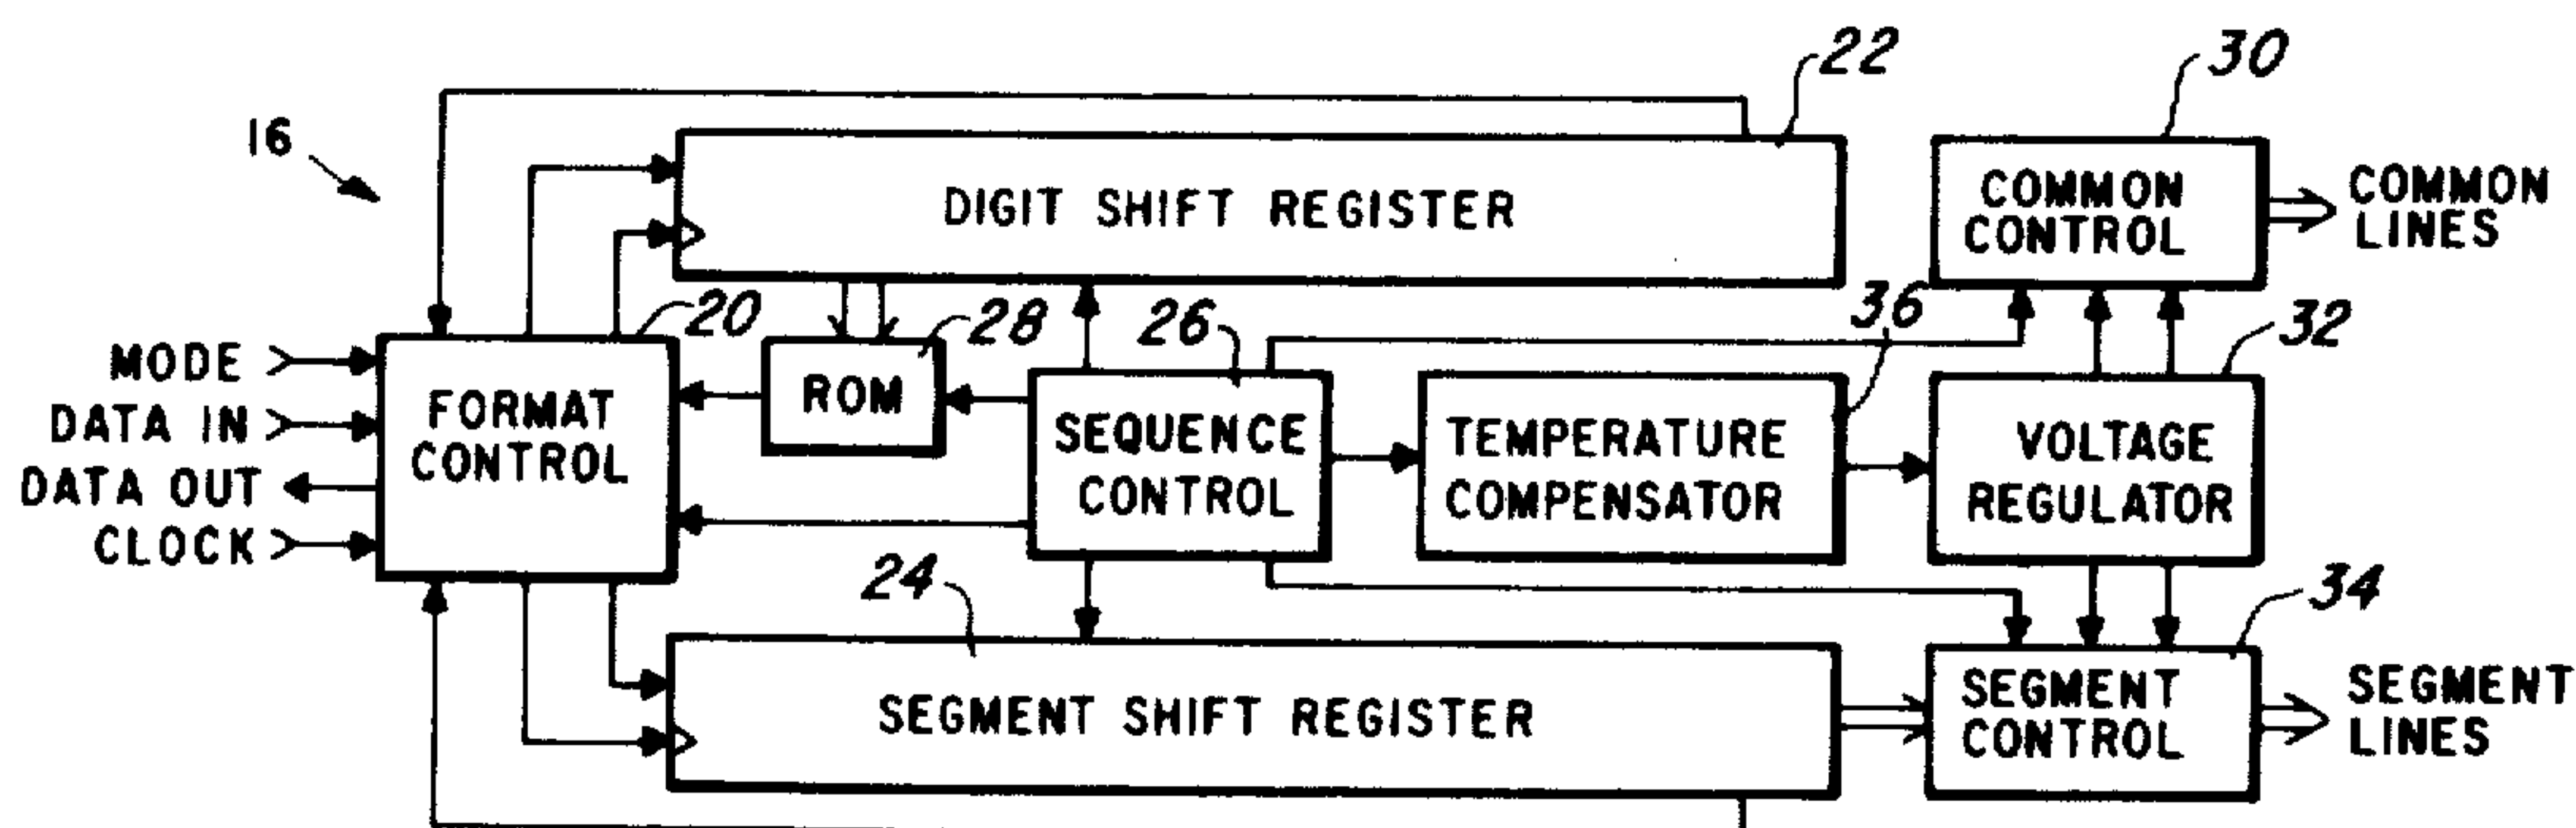 22
30
16
DIGIT SHIFT REGISTER
COMMON
CONTROL
COMMON
LINES
20
28
26
36
32
MODE
DATA IN
DATA OUT
CLOCK
FORMAT
CONTROL
ROM
SEQUENCE
CONTROL
TEMPERATURE
COMPENSATOR
VOLTAGE
REGULATOR
24
34
SEGMENT SHIFT REGISTER
SEGMENT
CONTROL
SEGMENT
LINES